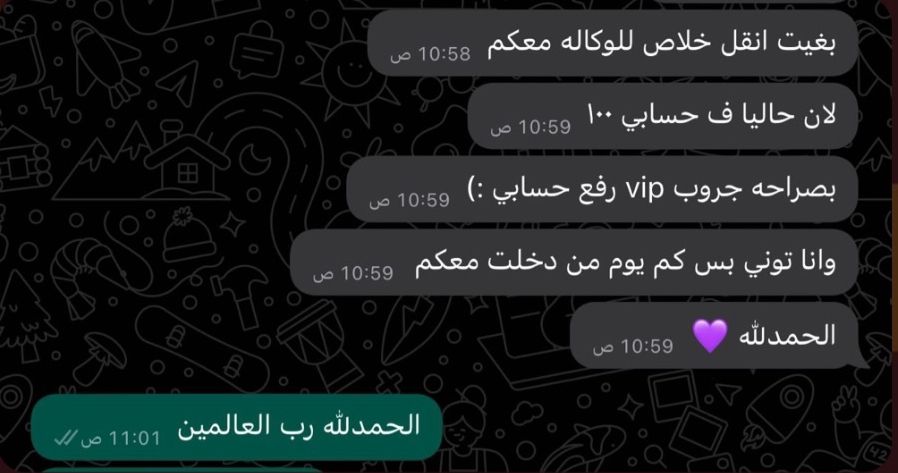 بغيت انقل خلاص للوكاله معكم 10:58 ص
لان حاليا ف حسابي ١٠٠ 10:59 ص
بصراحه جروب vip رفع حسابي :) 10:59 ص
وانا توني بس كم يوم من دخلت معكم 10:59 ص
الحمدلله 💜 10:59 ص
الحمدلله رب العالمين 11:01 ص